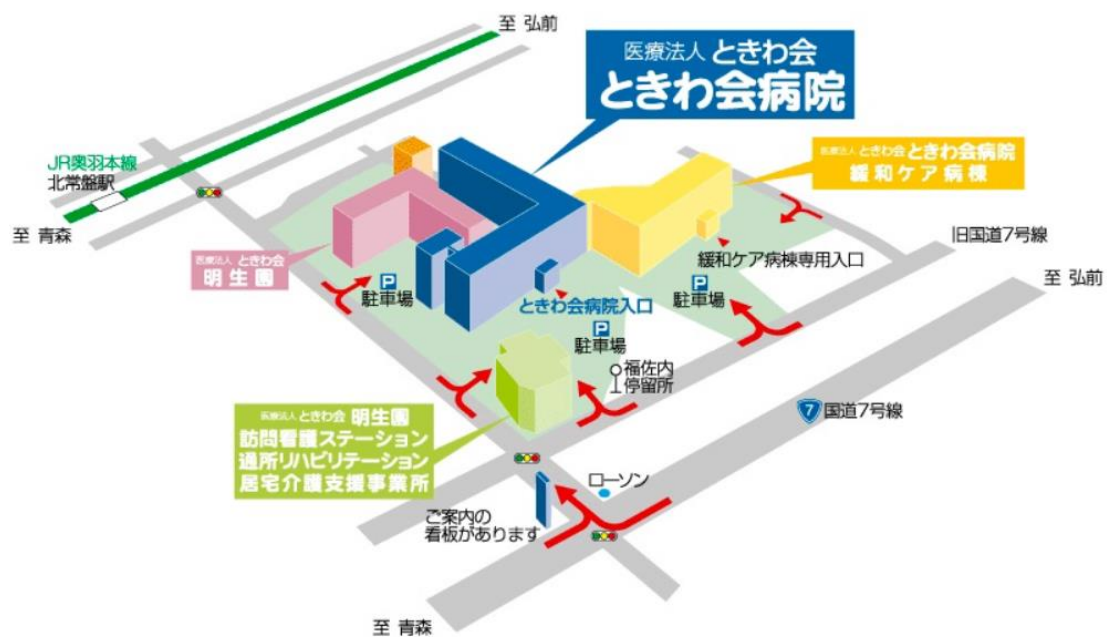 至 弘前
医療法人 ときわ会
ときわ会病院
JR奥羽本線
北常盤駅
至 青森
医療法人 ときわ会 ときわ会病院
緩和ケア病棟
旧国道7号線
緩和ケア病棟専用入口
至 弘前
医療法人 ときわ会
明生園
P
駐車場
ときわ会病院入口
P
駐車場
P
駐車場
福佐内
停留所
7
国道7号線
医療法人 ときわ会 明生園
訪問看護ステーション
通所リハビリテーション
居宅介護支援事業所
ローソン
ご案内の
看板があります
至 青森